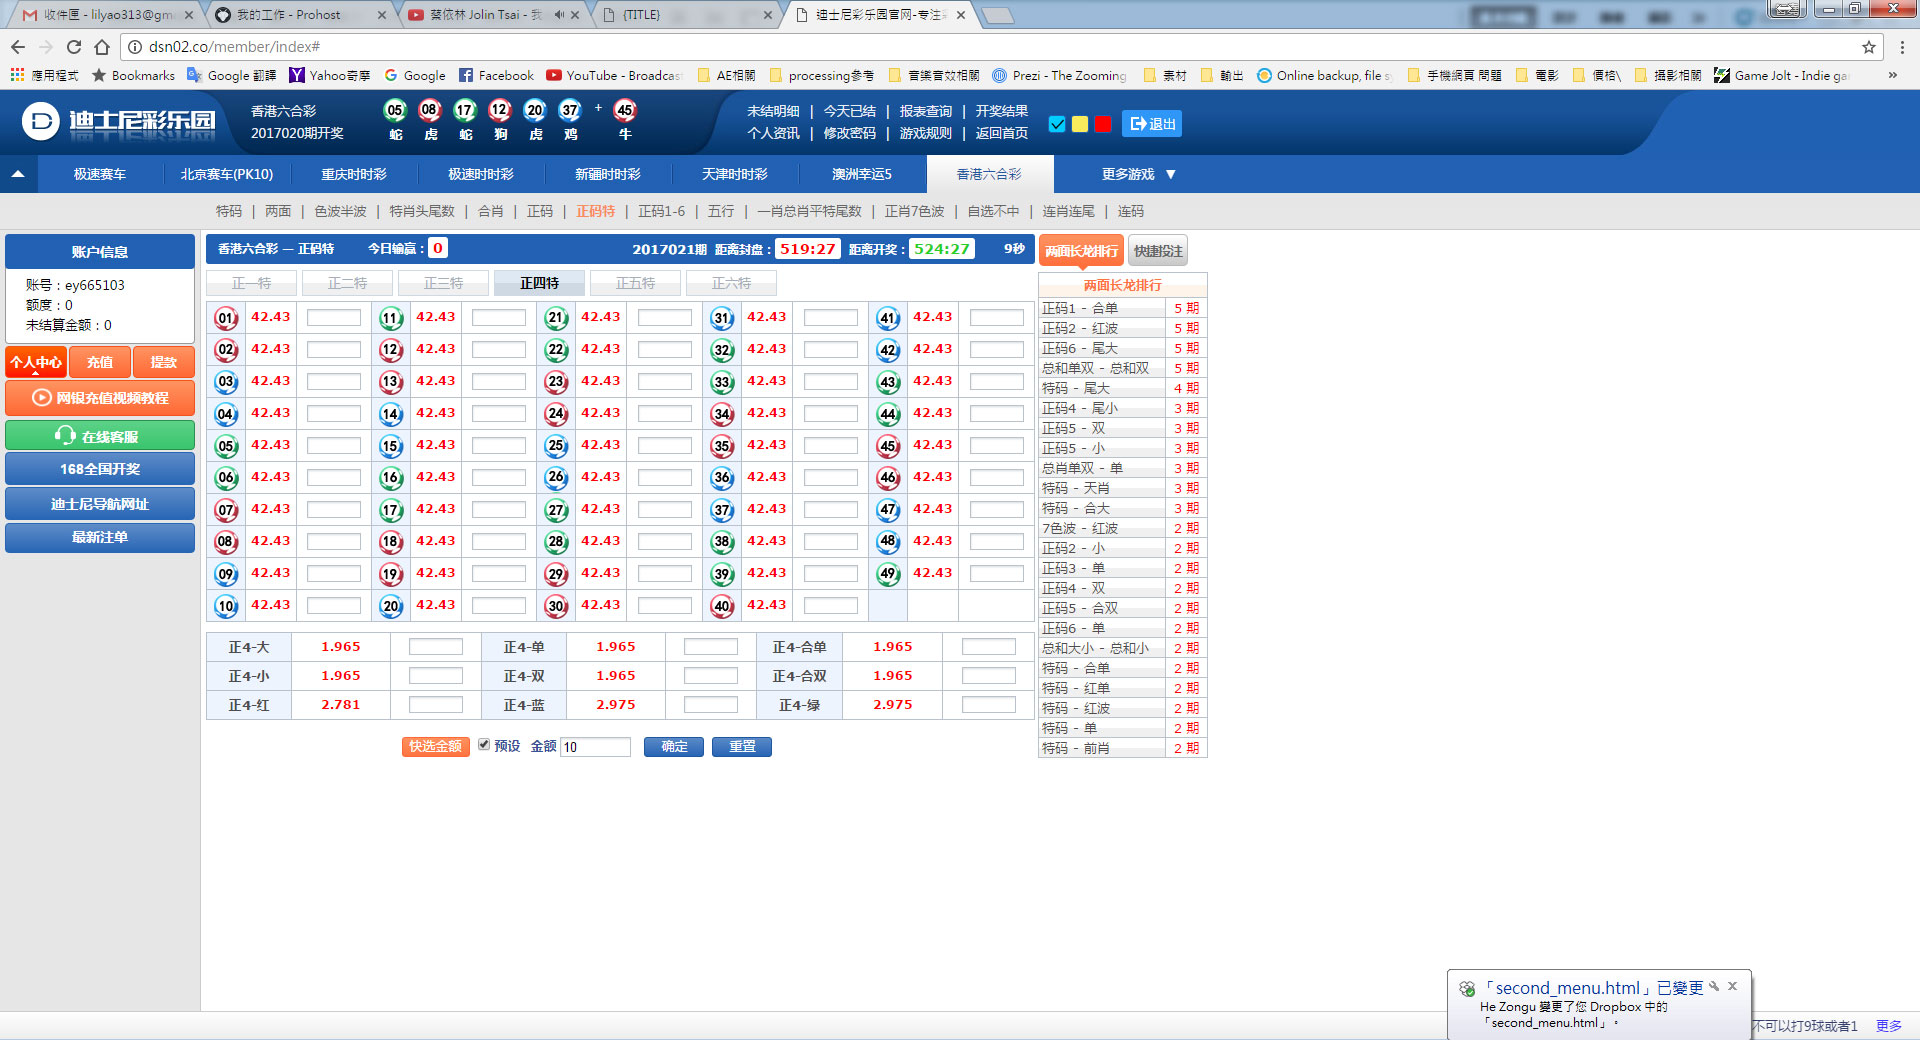 收件匣 - lilyao313@gm
我的工作 - Prohost
蔡依林 Jolin Tsai - 我
{TITLE}
迪士尼彩乐园官网-专注
dsn02.co/member/index#
應用程式 Bookmarks Google 翻譯 Yahoo奇摩 Google Facebook YouTube - Broadcas AE相關 processing參考 音樂音效相關 Prezi - The Zooming 素材 輸出 Online backup, file s 手機網頁 問題 電影 價格\ 攝影相關 Game Jolt - Indie ga »
D 迪士尼彩乐园
香港六合彩
2017020期开奖
05 08 17 12 20 37 + 45
蛇 虎 蛇 狗 虎 鸡 牛
未结明细 | 今天已结 | 报表查询 | 开奖结果
个人资讯 | 修改密码 | 游戏规则 | 返回首页
退出
极速赛车 北京赛车(PK10) 重庆时时彩 极速时时彩 新疆时时彩 天津时时彩 澳洲幸运5 香港六合彩 更多游戏 ▼
特码 | 两面 | 色波半波 | 特肖头尾数 | 合肖 | 正码 | 正码特 | 正码1-6 | 五行 | 一肖总肖平特尾数 | 正肖7色波 | 自选不中 | 连肖连尾 | 连码
账户信息
账号：ey665103
额度：0
未结算金额：0
个人中心 充值 提款
网银充值视频教程
在线客服
168全国开奖
迪士尼导航网址
最新注单
香港六合彩 — 正码特 今日输赢：0 2017021期 距离封盘：519:27 距离开奖：524:27 9秒
正一特 正二特 正三特 正四特 正五特 正六特
01 42.43 11 42.43 21 42.43 31 42.43 41 42.43
02 42.43 12 42.43 22 42.43 32 42.43 42 42.43
03 42.43 13 42.43 23 42.43 33 42.43 43 42.43
04 42.43 14 42.43 24 42.43 34 42.43 44 42.43
05 42.43 15 42.43 25 42.43 35 42.43 45 42.43
06 42.43 16 42.43 26 42.43 36 42.43 46 42.43
07 42.43 17 42.43 27 42.43 37 42.43 47 42.43
08 42.43 18 42.43 28 42.43 38 42.43 48 42.43
09 42.43 19 42.43 29 42.43 39 42.43 49 42.43
10 42.43 20 42.43 30 42.43 40 42.43
正4-大 1.965 正4-单 1.965 正4-合单 1.965
正4-小 1.965 正4-双 1.965 正4-合双 1.965
正4-红 2.781 正4-蓝 2.975 正4-绿 2.975
快选金额 预设 金额 10 确定 重置
两面长龙排行 快捷投注
两面长龙排行
正码1 - 合单 5 期
正码2 - 红波 5 期
正码6 - 尾大 5 期
总和单双 - 总和双 5 期
特码 - 尾大 4 期
正码4 - 尾小 3 期
正码5 - 双 3 期
正码5 - 小 3 期
总肖单双 - 单 3 期
特码 - 天肖 3 期
特码 - 合大 3 期
7色波 - 红波 2 期
正码2 - 小 2 期
正码3 - 单 2 期
正码4 - 双 2 期
正码5 - 合双 2 期
正码6 - 单 2 期
总和大小 - 总和小 2 期
特码 - 合单 2 期
特码 - 红单 2 期
特码 - 红波 2 期
特码 - 单 2 期
特码 - 前肖 2 期
「second_menu.html」已變更
He Zongu 變更了您 Dropbox 中的
「second_menu.html」。
不可以打9球或者1 更多